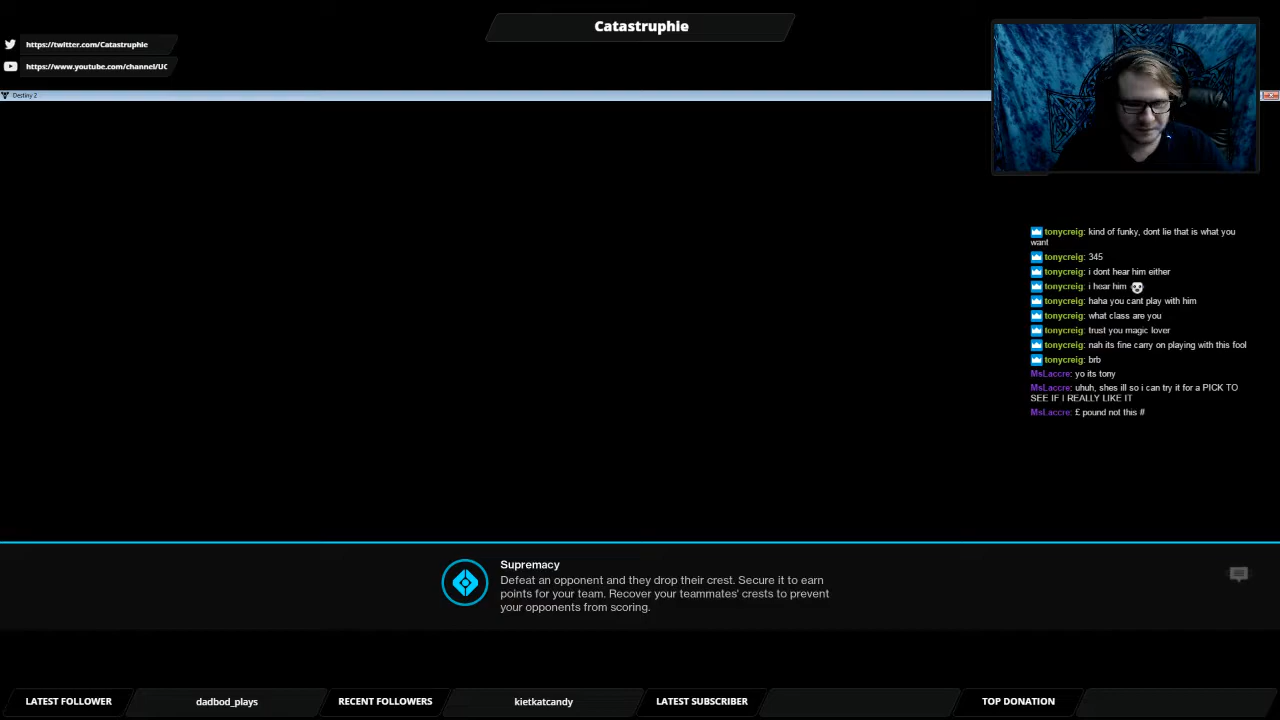 Catastruphie
https://twitter.com/Catastruphie
https://www.youtube.com/channel/UC
Destiny 2
tonycreig: kind of funky, dont lie that is what you
want
tonycreig: 345
tonycreig: i dont hear him either
tonycreig: i hear him
tonycreig: haha you cant play with him
tonycreig: what class are you
tonycreig: trust you magic lover
tonycreig: nah its fine carry on playing with this fool
tonycreig: brb
MsLaccre: yo its tony
MsLaccre: uhuh, shes ill so i can try it for a PICK TO
SEE IF I REALLY LIKE IT
MsLaccre: £ pound not this #
Supremacy
Defeat an opponent and they drop their crest. Secure it to earn
points for your team. Recover your teammates' crests to prevent
your opponents from scoring.
LATEST FOLLOWER
dadbod_plays
RECENT FOLLOWERS
kietkatcandy
LATEST SUBSCRIBER
TOP DONATION